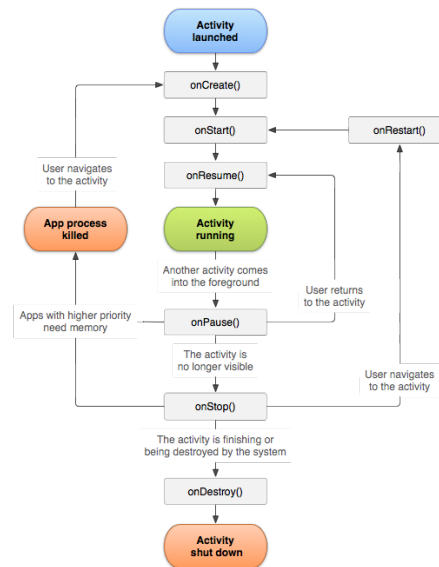 Activity
launched
onCreate()
onStart()
onRestart()
User navigates
to the activity
onResume()
App process
killed
Activity
running
Another activity comes
into the foreground
User returns
to the activity
Apps with higher priority
need memory
onPause()
The activity is
no longer visible
User navigates
to the activity
onStop()
The activity is finishing or
being destroyed by the system
onDestroy()
Activity
shut down